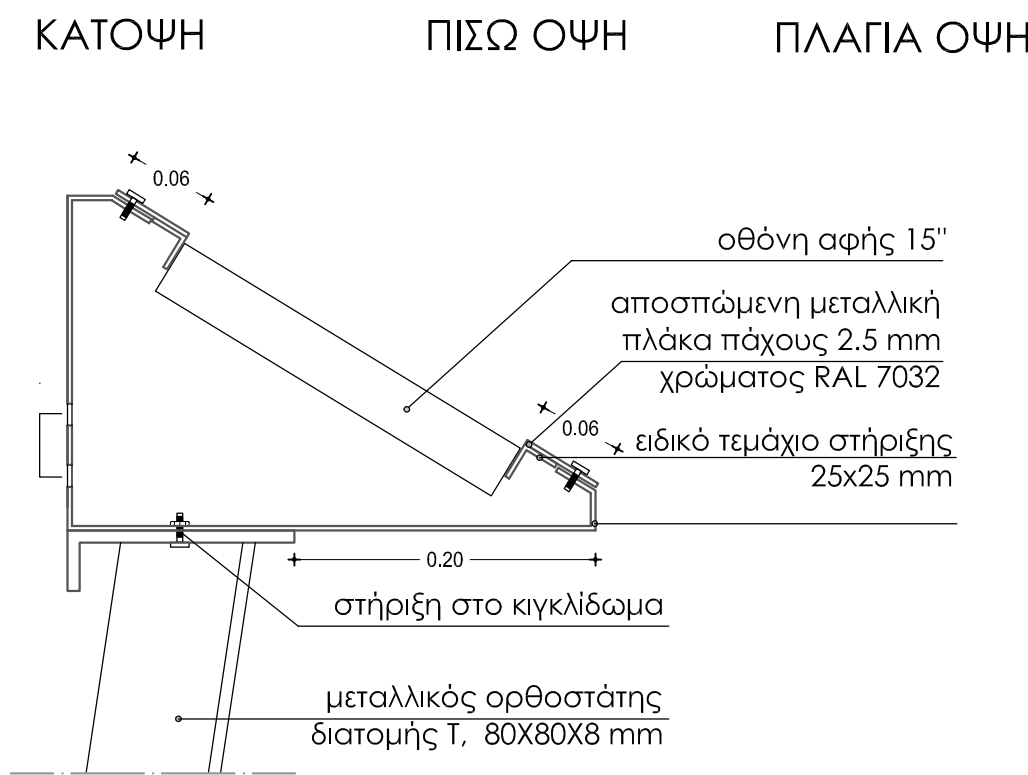 ΚΑΤΟΨΗ
ΠΙΣΩ ΟΨΗ
ΠΛΑΓΙΑ ΟΨΗ
0.06
οθόνη αφής 15"
αποσπώμενη μεταλλική
πλάκα πάχους 2.5 mm
χρώματος RAL 7032
0.06
ειδικό τεμάχιο στήριξης
25x25 mm
0.20
στήριξη στο κιγκλίδωμα
μεταλλικός ορθοστάτης
διατομής Τ, 80Χ80Χ8 mm